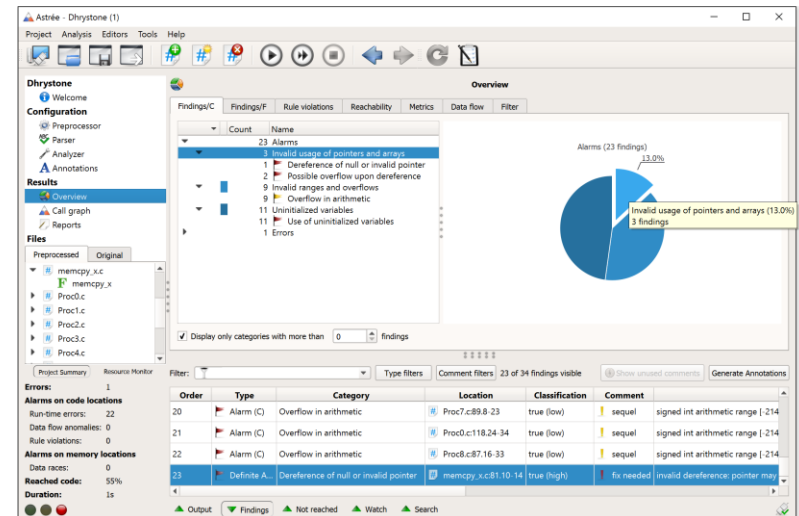 Astrée - Dhrystone (1)
Project Analysis Editors Tools Help
Dhrystone
Welcome
Configuration
Preprocessor
Parser
Analyzer
Annotations
Results
Overview
Call graph
Reports
Files
Preprocessed Original
memcpy_x.c
F memcpy_x
Proc0.c
Proc1.c
Proc2.c
Proc3.c
Proc4.c
Project Summary Resource Monitor
Errors: 1
Alarms on code locations
Run-time errors: 22
Data flow anomalies: 0
Rule violations: 0
Alarms on memory locations
Data races: 0
Reached code: 55%
Duration: 1s
Overview
Findings/C Findings/F Rule violations Reachability Metrics Data flow Filter
Count Name
23 Alarms
3 Invalid usage of pointers and arrays
1 Dereference of null or invalid pointer
2 Possible overflow upon dereference
9 Invalid ranges and overflows
9 Overflow in arithmetic
11 Uninitialized variables
11 Use of uninitialized variables
1 Errors
Alarms (23 findings)
13.0%
Invalid usage of pointers and arrays (13.0%)
3 findings
Display only categories with more than 0 findings
Filter: Type filters Comment filters 23 of 34 findings visible Show unused comments Generate Annotations
Order Type Category Location Classification Comment
20 Alarm (C) Overflow in arithmetic Proc7.c:89.8-23 true (low) sequel signed int arithmetic range [-214
21 Alarm (C) Overflow in arithmetic Proc0.c:118.24-34 true (low) sequel signed int arithmetic range [-214
22 Alarm (C) Overflow in arithmetic Proc8.c:87.16-33 true (low) sequel signed int arithmetic range [-214
23 Definite A... Dereference of null or invalid pointer memcpy_x.c:81.10-14 true (high) fix needed invalid dereference: pointer may
Output Findings Not reached Watch Search